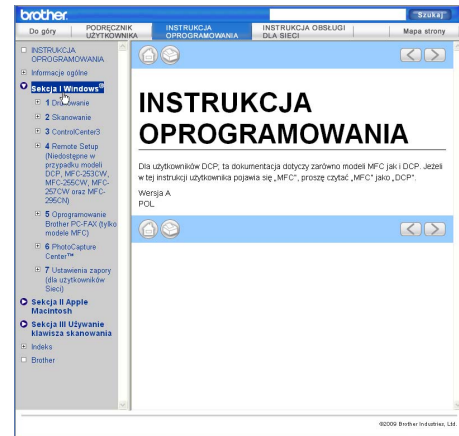 brother.
Szukaj
Do góry
PODRĘCZNIK
UŻYTKOWNIKA
INSTRUKCJA
OPROGRAMOWANIA
INSTRUKCJA OBSŁUGI
DLA SIECI
Mapa strony
INSTRUKCJA
OPROGRAMOWANIA
Informacje ogólne
Sekcja I Windows®
1 Drukowanie
2 Skanowanie
3 ControlCenter3
4 Remote Setup
(Niedostępne w
przypadku modeli
DCP, MFC-253CW,
MFC-255CW, MFC-
257CW oraz MFC-
295CN)
5 Oprogramowanie
Brother PC-FAX (tylko
modele MFC)
6 PhotoCapture
Center™
7 Ustawienia zapory
(dla użytkowników
Sieci)
Sekcja II Apple
Macintosh
Sekcja III Używanie
klawisza skanowania
Indeks
Brother
INSTRUKCJA
OPROGRAMOWANIA
Dla użytkowników DCP; ta dokumentacja dotyczy zarówno modeli MFC jak i DCP. Jeżeli
w tej instrukcji użytkownika pojawia się „MFC”, proszę czytać „MFC” jako „DCP”.
Wersja A
POL
©2009 Brother Industries, Ltd.